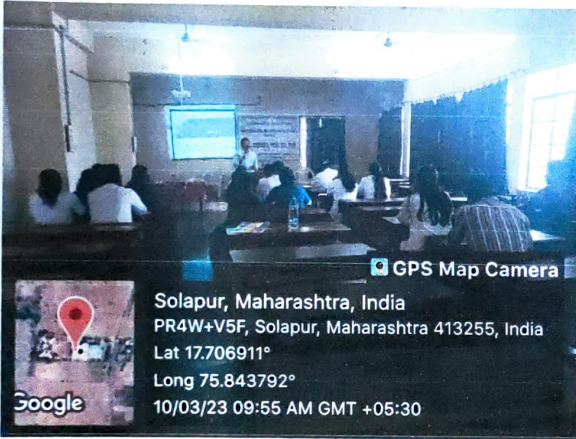 GPS Map Camera
Solapur, Maharashtra, India
PR4W+V5F, Solapur, Maharashtra 413255, India
Lat 17.706911°
Long 75.843792°
10/03/23 09:55 AM GMT +05:30
Google